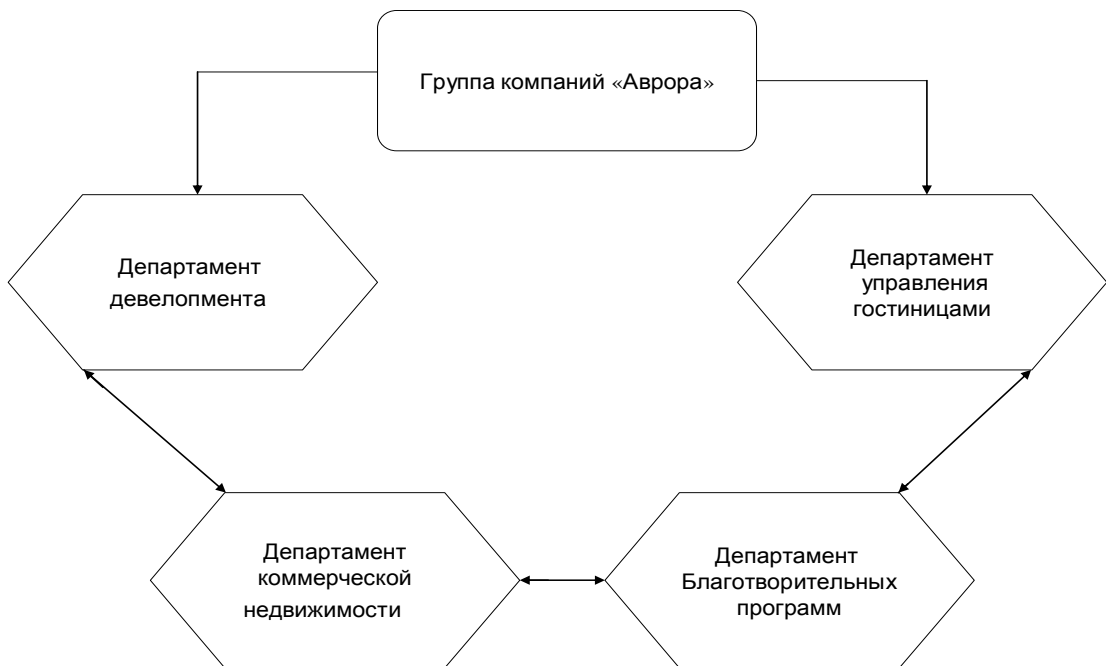 Группа компаний «Аврора»
Департамент
девелопмента
Департамент
управления
гостиницами
Департамент
коммерческой
недвижимости
Департамент
Благотворительных
программ